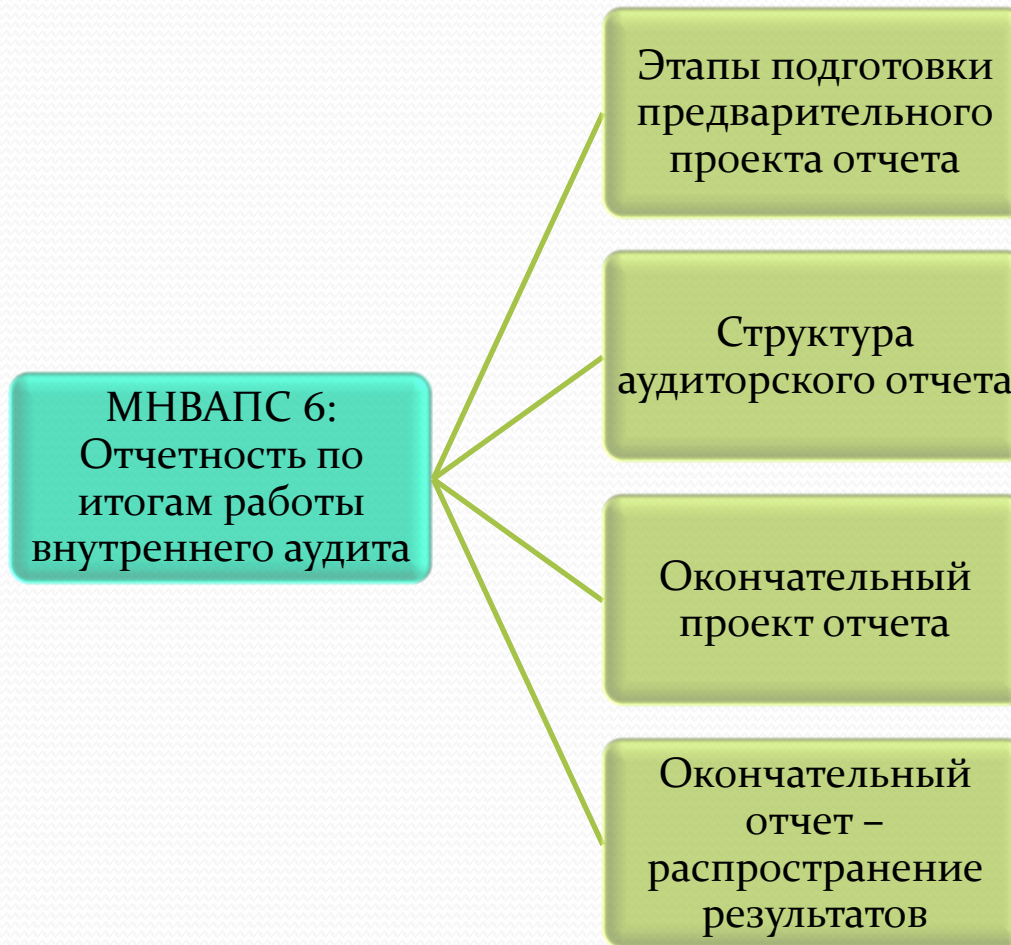 Этапы подготовки
предварительного
проекта отчета
Структура
аудиторского отчета
МНВАПС 6:
Отчетность по
итогам работы
внутреннего аудита
Окончательный
проект отчета
Окончательный
отчет –
распространение
результатов